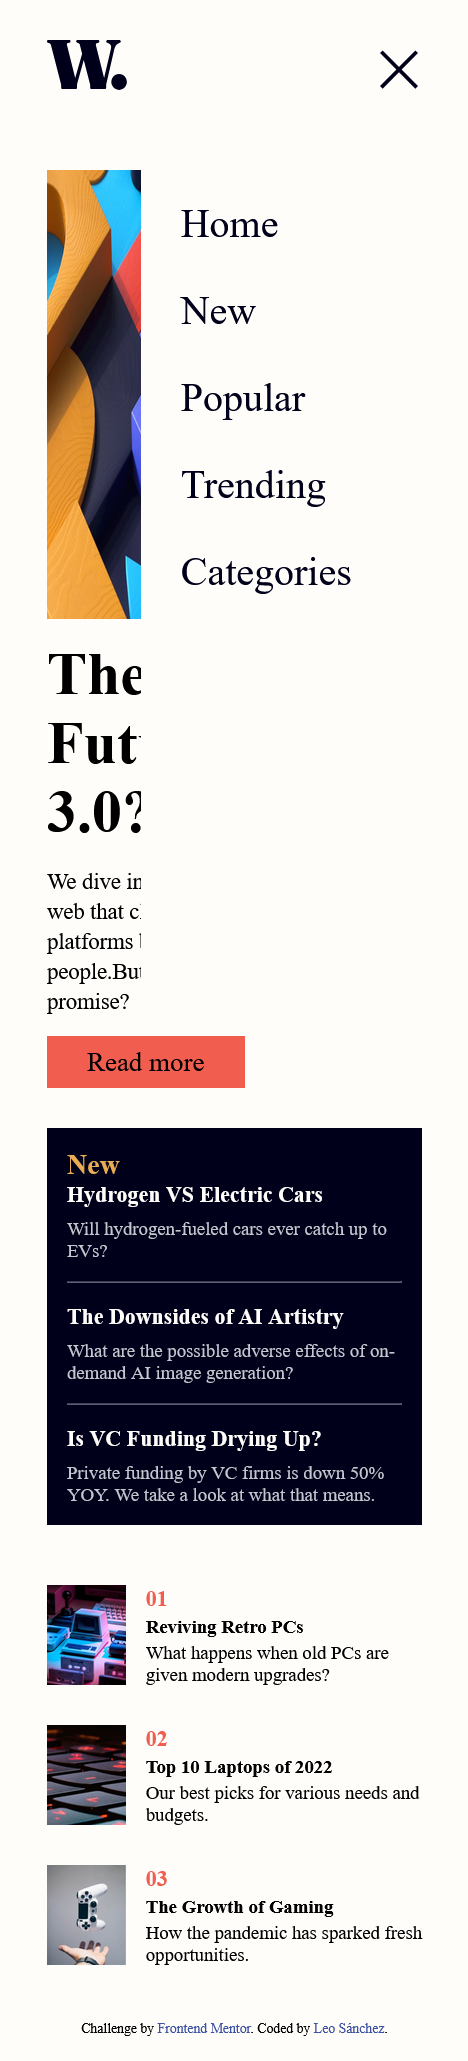 W.
Home
New
Popular
Trending
Categories
The
Fut
3.0?
We dive in
web that cl
platforms
people.But
promise?
Read more
New
Hydrogen VS Electric Cars
Will hydrogen-fueled cars ever catch up to
EVs?
The Downsides of AI Artistry
What are the possible adverse effects of on-
demand AI image generation?
Is VC Funding Drying Up?
Private funding by VC firms is down 50%
YOY. We take a look at what that means.
01
Reviving Retro PCs
What happens when old PCs are
given modern upgrades?
02
Top 10 Laptops of 2022
Our best picks for various needs and
budgets.
03
The Growth of Gaming
How the pandemic has sparked fresh
opportunities.
Challenge by Frontend Mentor. Coded by Leo Sánchez.